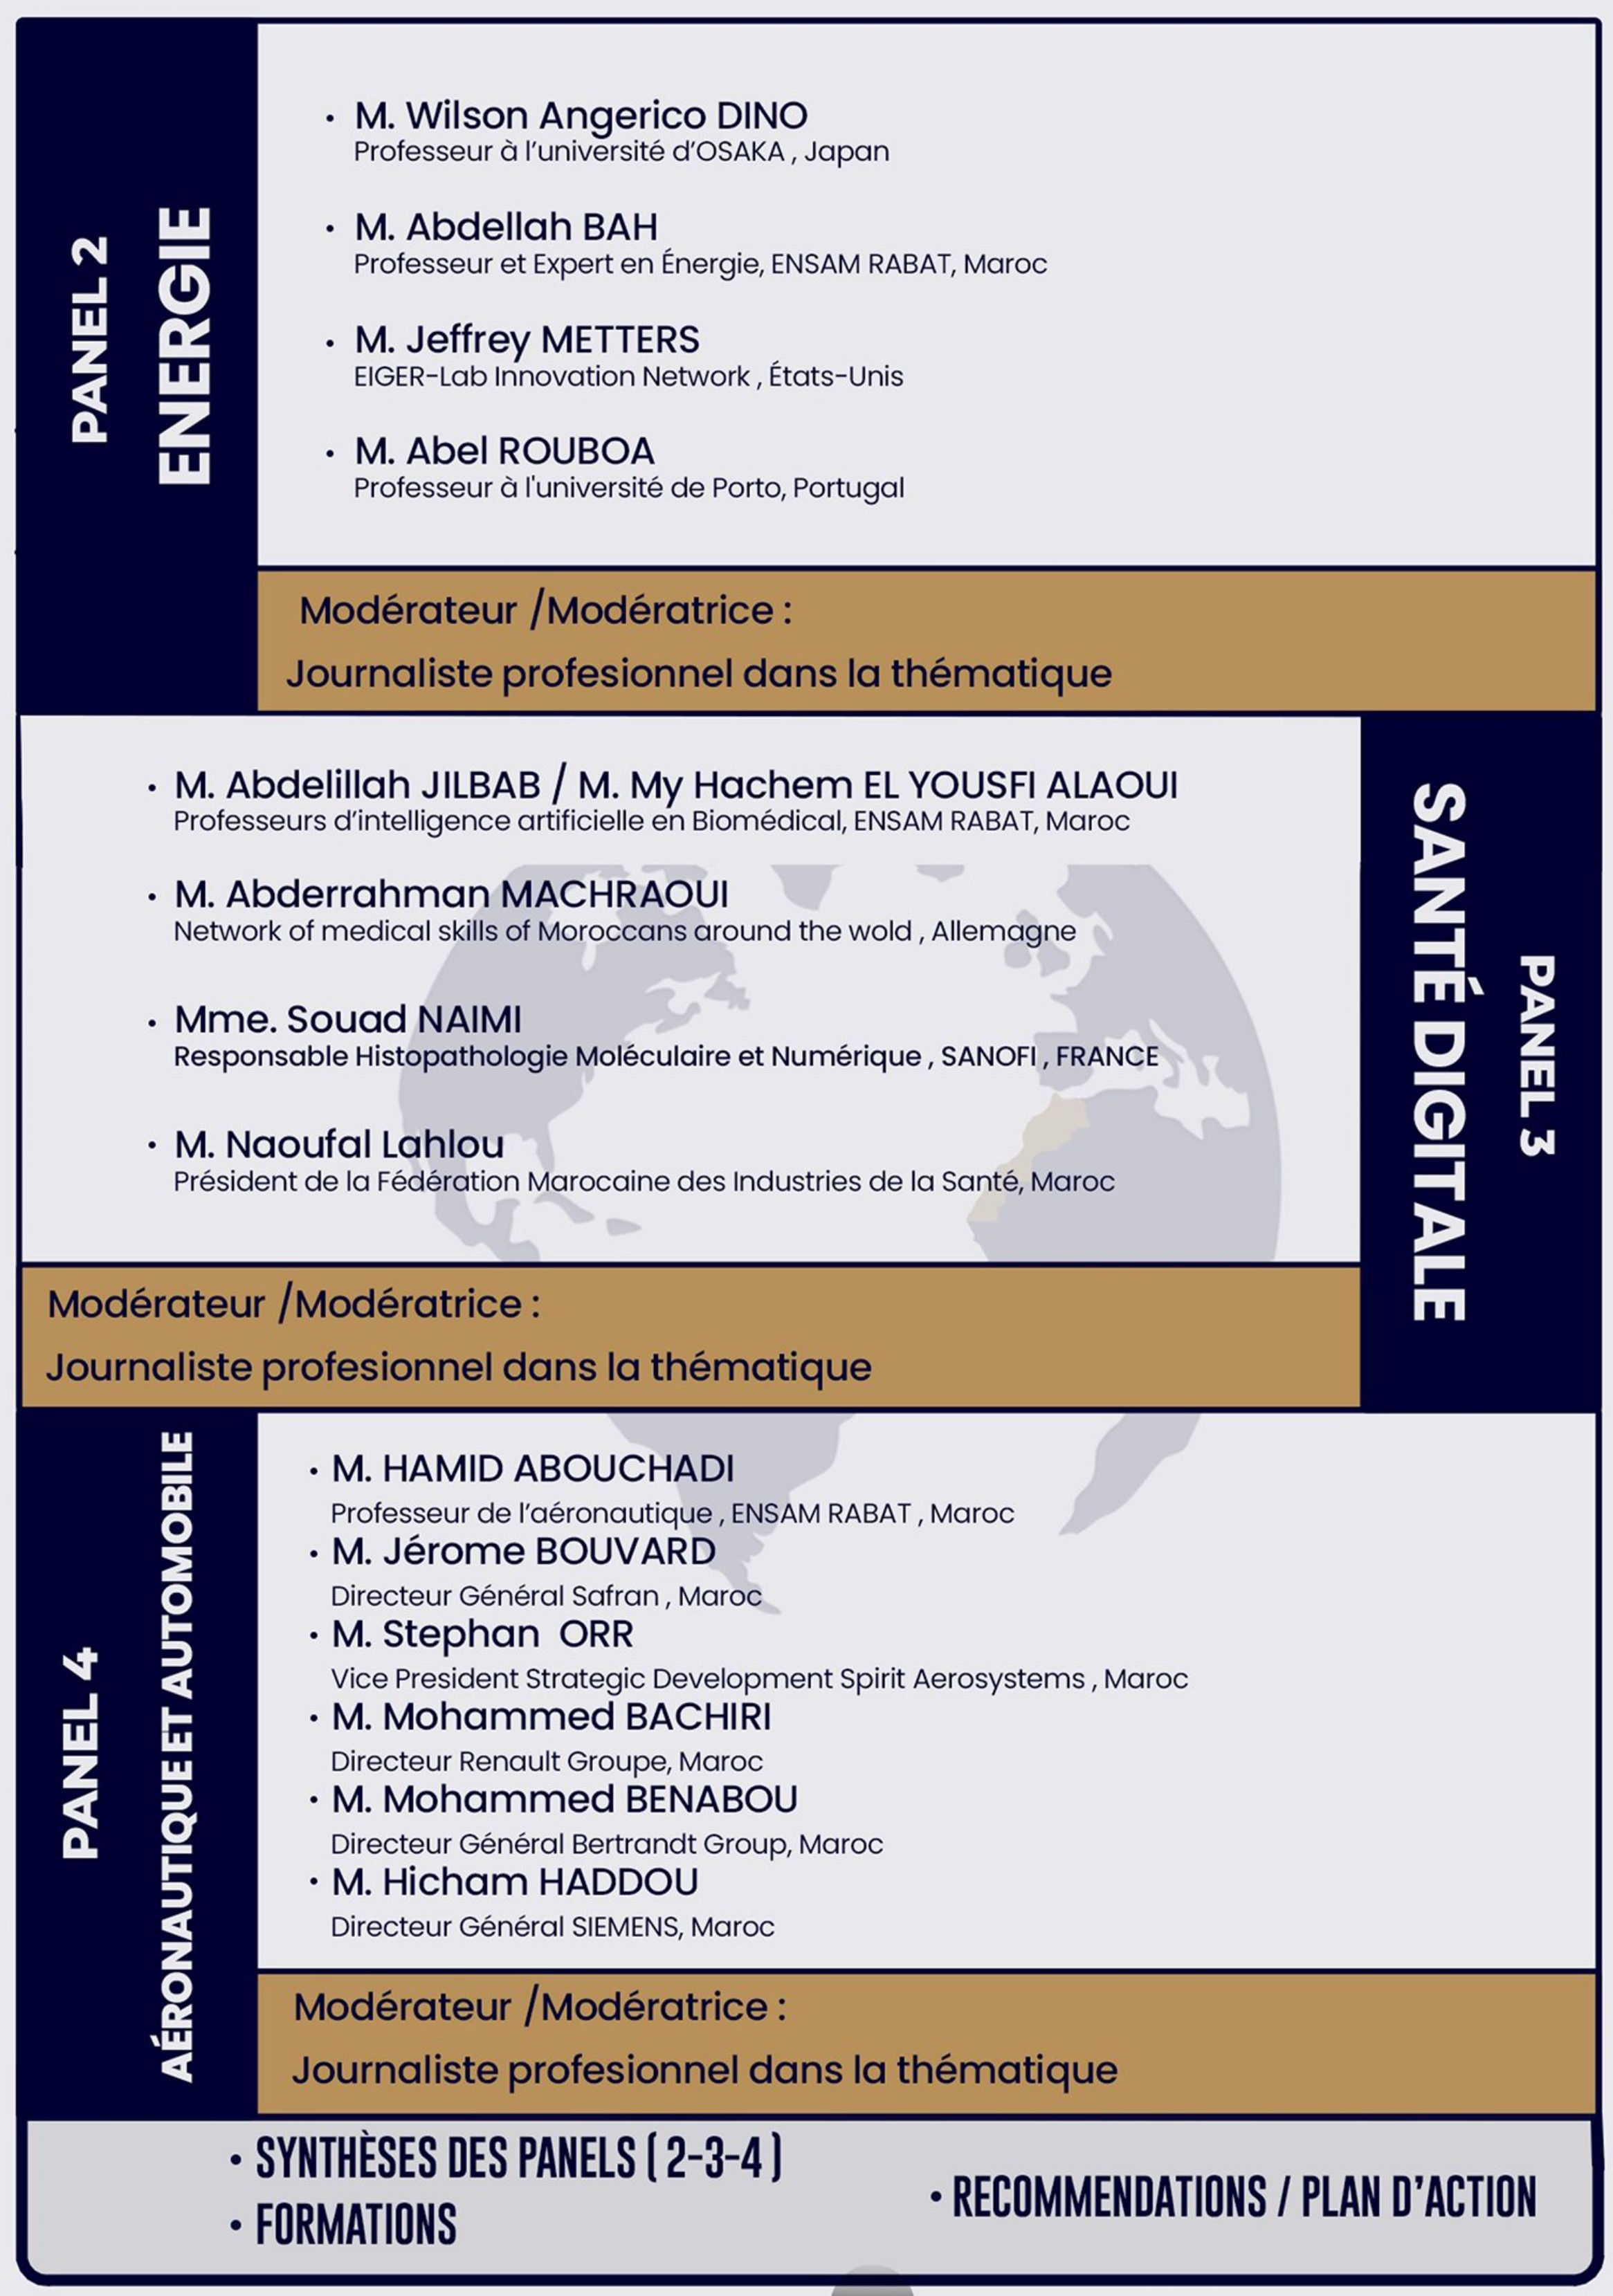 PANEL 2
ENERGIE
• M. Wilson Angerico DINO
Professeur à l’université d’OSAKA , Japan
• M. Abdellah BAH
Professeur et Expert en Énergie, ENSAM RABAT, Maroc
• M. Jeffrey METTERS
EIGER-Lab Innovation Network , États-Unis
• M. Abel ROUBOA
Professeur à l'université de Porto, Portugal
Modérateur /Modératrice :
Journaliste profesionnel dans la thématique
PANEL 3
SANTÉ DIGITALE
• M. Abdelillah JILBAB / M. My Hachem EL YOUSFI ALAOUI
Professeurs d’intelligence artificielle en Biomédical, ENSAM RABAT, Maroc
• M. Abderrahman MACHRAOUI
Network of medical skills of Moroccans around the wold , Allemagne
• Mme. Souad NAIMI
Responsable Histopathologie Moléculaire et Numérique , SANOFI , FRANCE
• M. Naoufal Lahlou
Président de la Fédération Marocaine des Industries de la Santé, Maroc
Modérateur /Modératrice :
Journaliste profesionnel dans la thématique
PANEL 4
AÉRONAUTIQUE ET AUTOMOBILE
• M. HAMID ABOUCHADI
Professeur de l’aéronautique , ENSAM RABAT , Maroc
• M. Jérome BOUVARD
Directeur Général Safran , Maroc
• M. Stephan ORR
Vice President Strategic Development Spirit Aerosystems , Maroc
• M. Mohammed BACHIRI
Directeur Renault Groupe, Maroc
• M. Mohammed BENABOU
Directeur Général Bertrandt Group, Maroc
• M. Hicham HADDOU
Directeur Général SIEMENS, Maroc
Modérateur /Modératrice :
Journaliste profesionnel dans la thématique
• SYNTHÈSES DES PANELS ( 2-3-4 )
• FORMATIONS
• RECOMMENDATIONS / PLAN D’ACTION